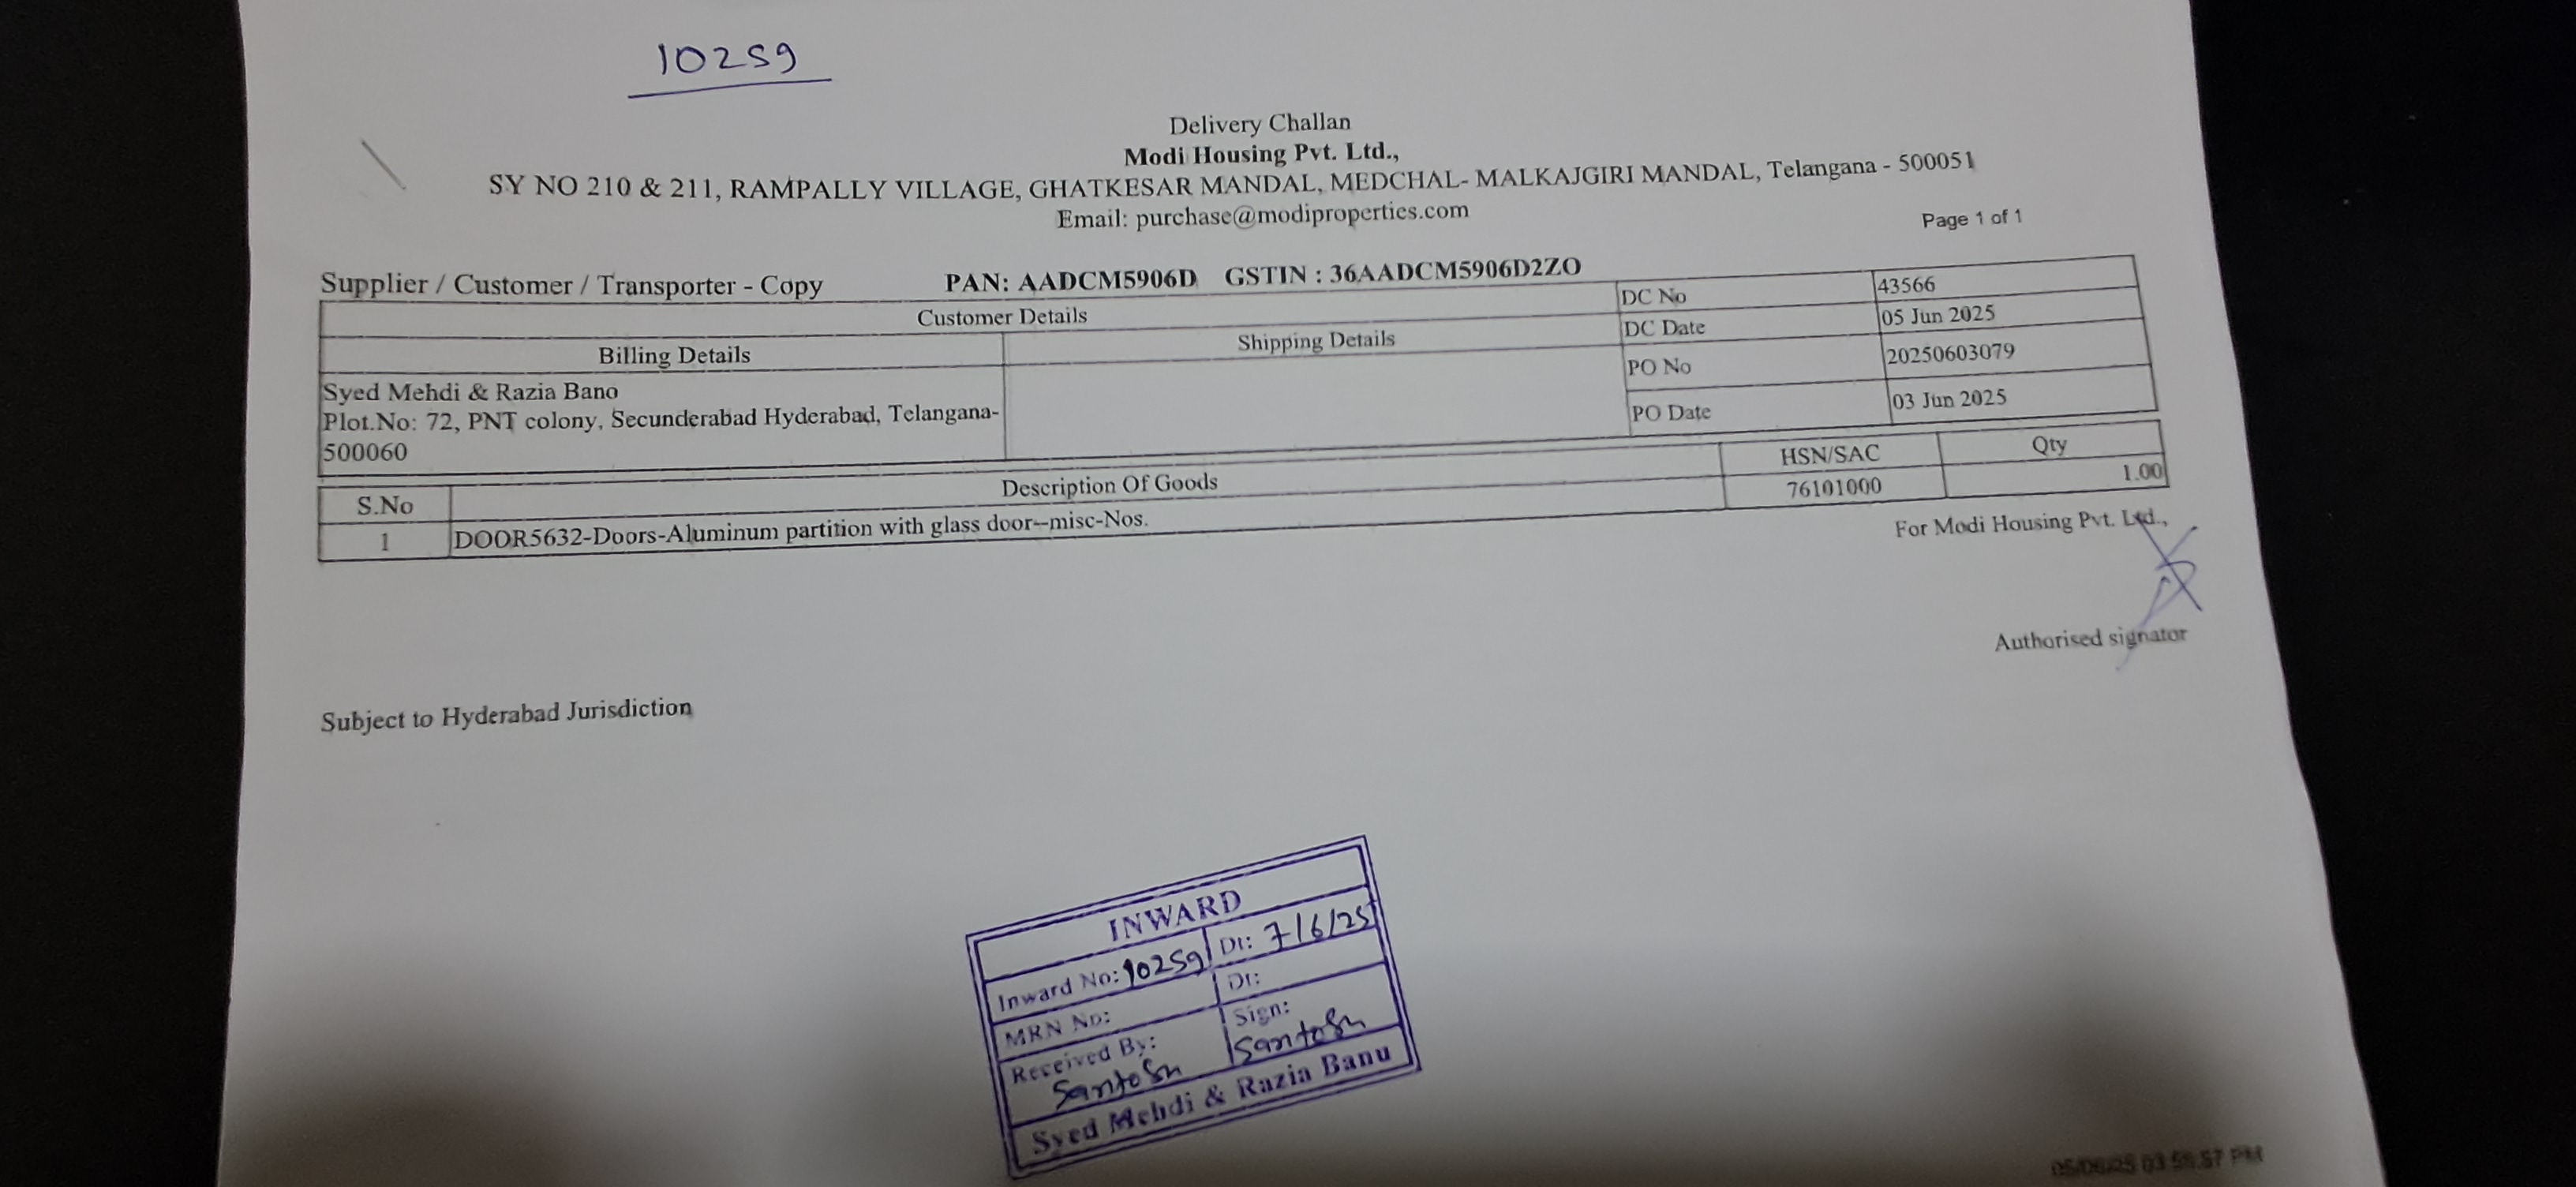 10259
Delivery Challan
Modi Housing Pvt. Ltd.,
SY NO 210 & 211, RAMPALLY VILLAGE, GHATKESAR MANDAL, MEDCHAL- MALKAJGIRI MANDAL, Telangana - 500051
Email: purchase@modiproperties.com
Page 1 of 1
Supplier / Customer / Transporter - Copy PAN: AADCM5906D GSTIN : 36AADCM5906D2ZO
Customer Details
Billing Details Shipping Details
Syed Mehdi & Razia Bano
Plot.No: 72, PNT colony, Secunderabad Hyderabad, Telangana-
500060
DC No 43566
DC Date 05 Jun 2025
PO No 20250603079
PO Date 03 Jun 2025
S.No Description Of Goods HSN/SAC Qty
1 DOOR5632-Doors-Aluminum partition with glass door--misc-Nos. 76101000 1.00
For Modi Housing Pvt. Ltd.,
Authorised signator
Subject to Hyderabad Jurisdiction
INWARD
Inward No: 10259 Dt: 7/6/25
MRN No: Dt:
Received By: Sign:
Santosh Santosh
Syed Mehdi & Razia Banu
PM